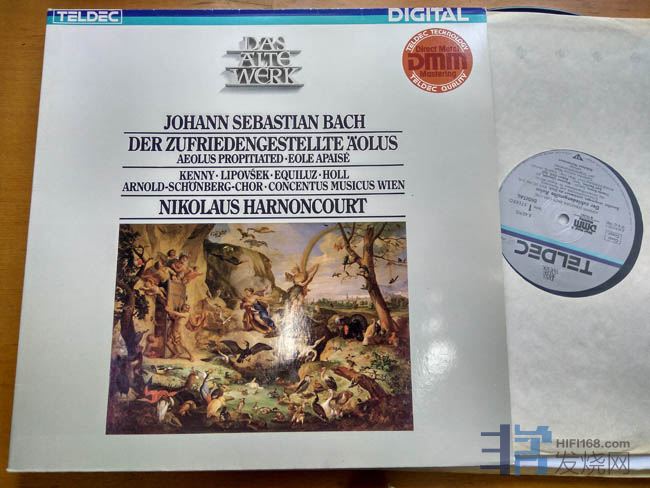 TELDEC
DIGITAL
DAS
ALTE
WERK
TELDEC TECHNOLOGY
Direct Metal
DMM
Mastering
TELDEC QUALITY
JOHANN SEBASTIAN BACH
DER ZUFRIEDENGESTELLTE ÄOLUS
AEOLUS PROPITIATED · EOLE APAISÉ
KENNY · LIPOVŠEK · EQUILUZ · HOLL
ARNOLD-SCHÖNBERG-CHOR · CONCENTUS MUSICUS WIEN
NIKOLAUS HARNONCOURT
TELDEC
DIGITAL
DMM
HIFI168.com
发烧网